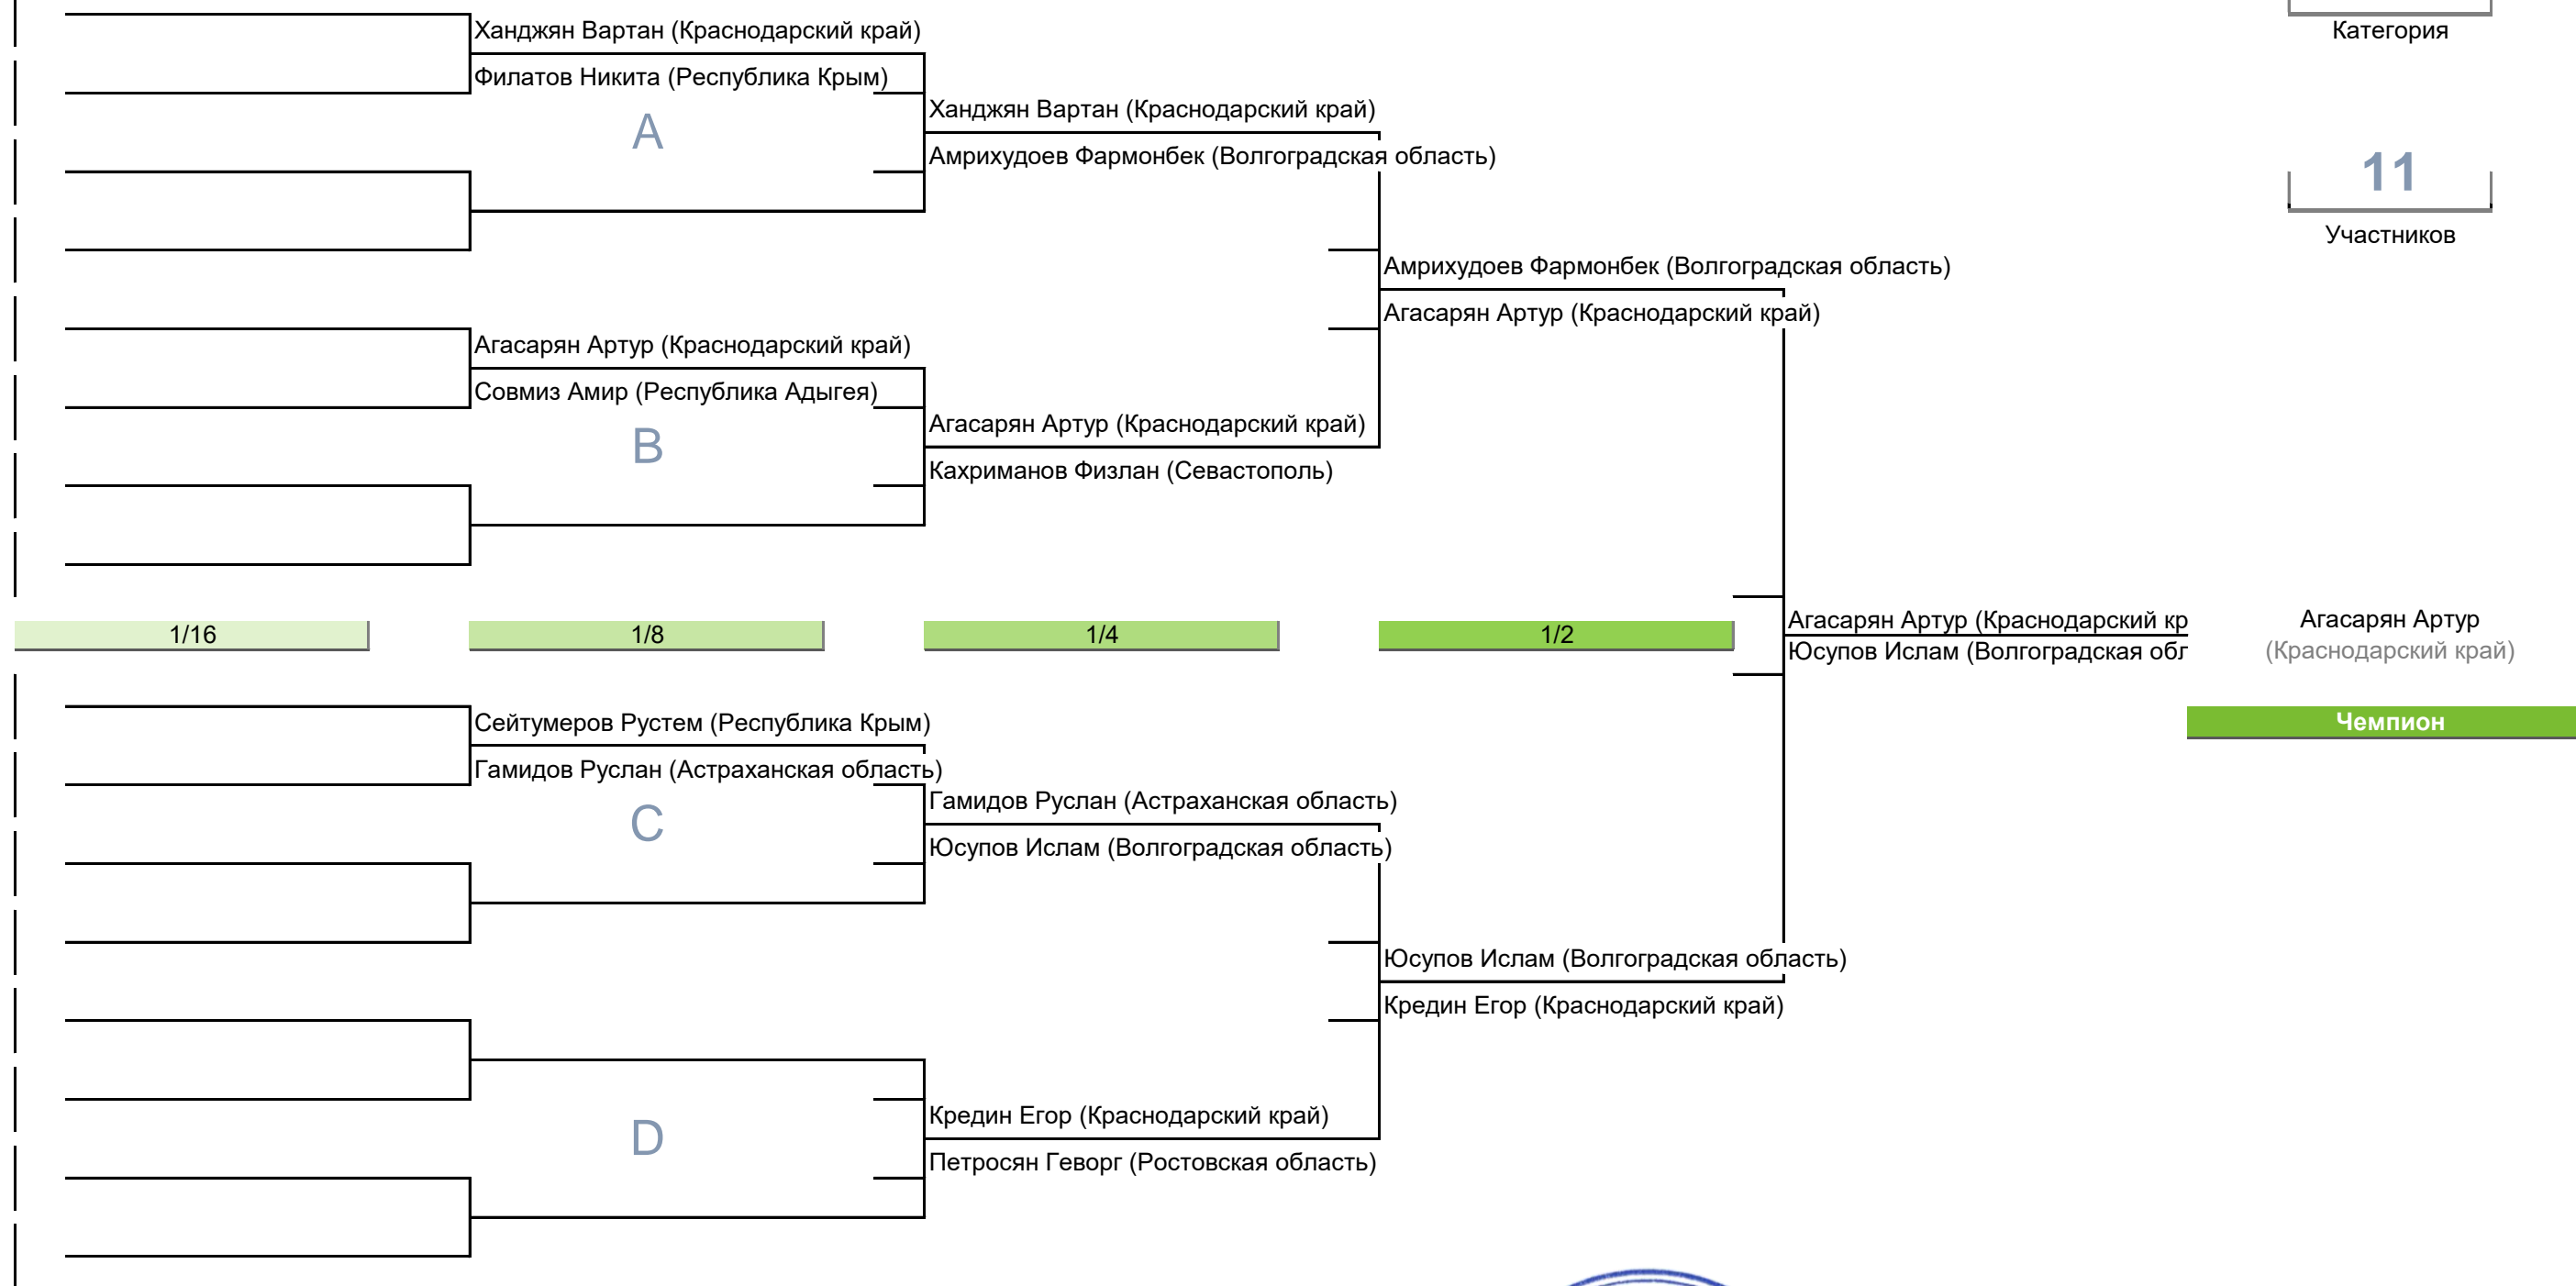 Ханджян Вартан (Краснодарский край)
Категория
Филатов Никита (Республика Крым)
Ханджян Вартан (Краснодарский край)
A
Амрихудоев Фармонбек (Волгоградская область)
11
Участников
Амрихудоев Фармонбек (Волгоградская область)
Агасарян Артур (Краснодарский край)
Агасарян Артур (Краснодарский край)
Совмиз Амир (Республика Адыгея)
Агасарян Артур (Краснодарский край)
B
Кахриманов Физлан (Севастополь)
1/16
1/8
1/4
1/2
Агасарян Артур (Краснодарский кр
Юсупов Ислам (Волгоградская обл
Агасарян Артур
(Краснодарский край)
Чемпион
Сейтумеров Рустем (Республика Крым)
Гамидов Руслан (Астраханская область)
Гамидов Руслан (Астраханская область)
C
Юсупов Ислам (Волгоградская область)
Юсупов Ислам (Волгоградская область)
Кредин Егор (Краснодарский край)
Кредин Егор (Краснодарский край)
D
Петросян Геворг (Ростовская область)